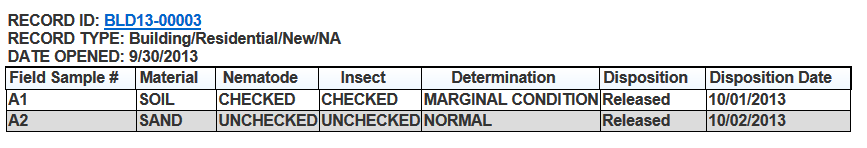 RECORD ID: BLD13-00003
RECORD TYPE: Building/Residential/New/NA
DATE OPENED: 9/30/2013
Field Sample # Material Nematode Insect Determination Disposition Disposition Date
A1 SOIL CHECKED CHECKED MARGINAL CONDITION Released 10/01/2013
A2 SAND UNCHECKED UNCHECKED NORMAL Released 10/02/2013